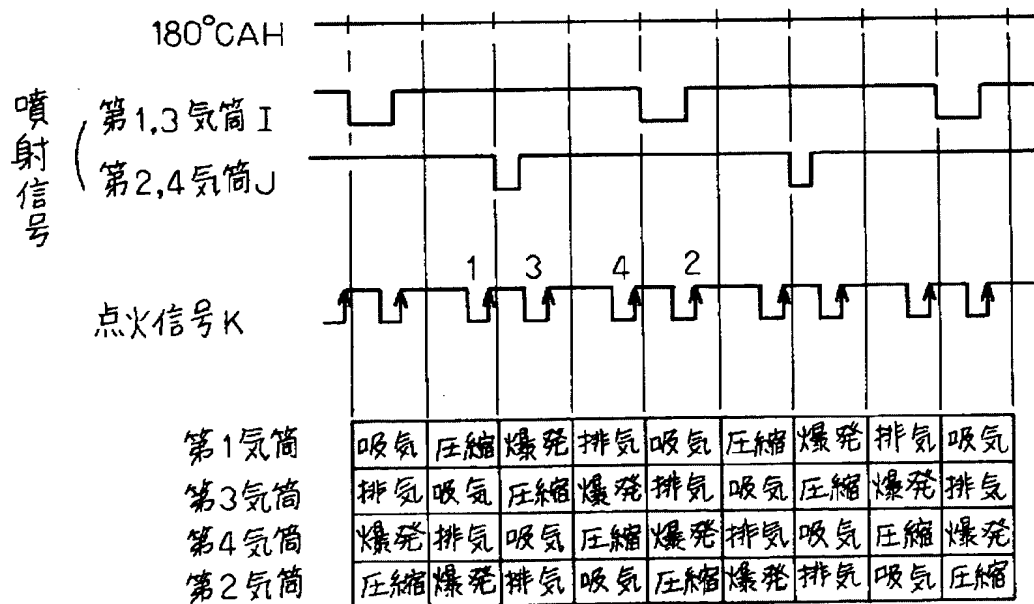 180°CAH
噴射信号
第1,3気筒 I
第2,4気筒J
1 3 4 2
点火信号K
第1気筒 吸気 圧縮 爆発 排気 吸気 圧縮 爆発 排気 吸気
第3気筒 排気 吸気 圧縮 爆発 排気 吸気 圧縮 爆発 排気
第4気筒 爆発 排気 吸気 圧縮 爆発 排気 吸気 圧縮 爆発
第2気筒 圧縮 爆発 排気 吸気 圧縮 爆発 排気 吸気 圧縮